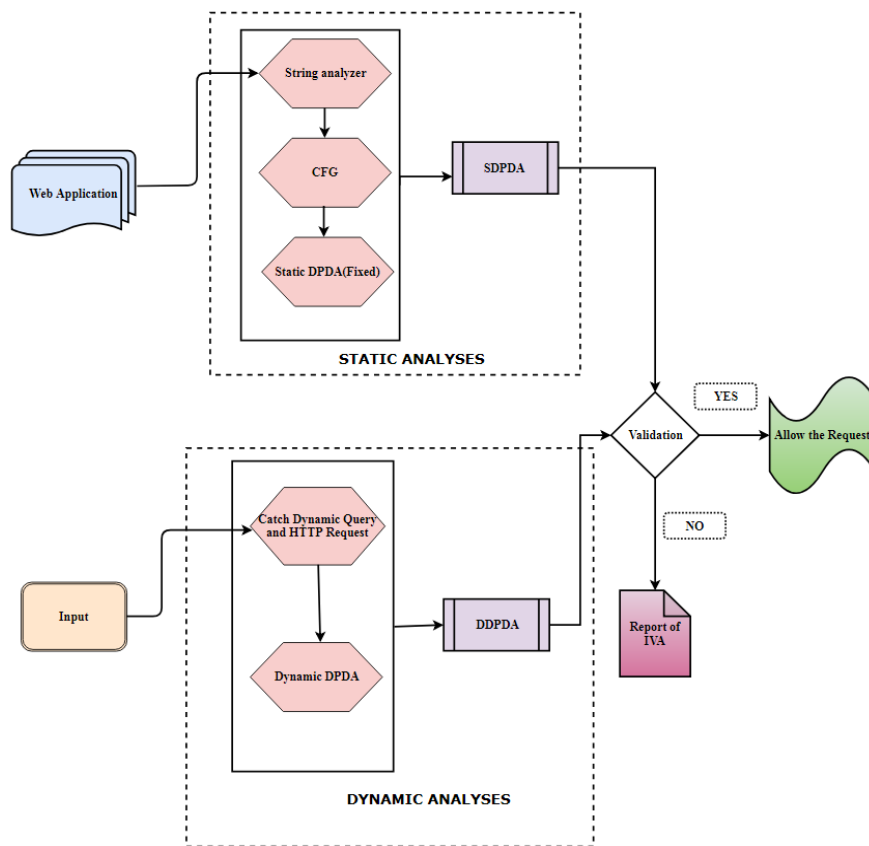 String analyzer
Web Application
CFG
SDPDA
Static DPDA(Fixed)
STATIC ANALYSES
YES
Validation
Allow the Request
Catch Dynamic Query
and HTTP Request
NO
Input
DDPDA
Report of
IVA
Dynamic DPDA
DYNAMIC ANALYSES